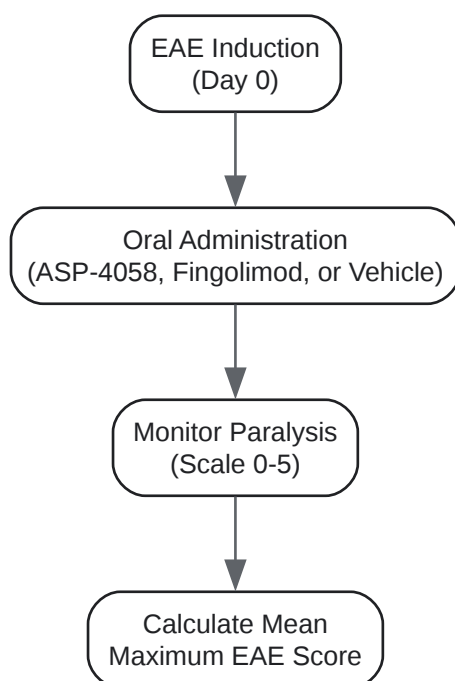 EAE Induction
(Day 0)
Oral Administration
(ASP-4058, Fingolimod, or Vehicle)
Monitor Paralysis
(Scale 0-5)
Calculate Mean
Maximum EAE Score